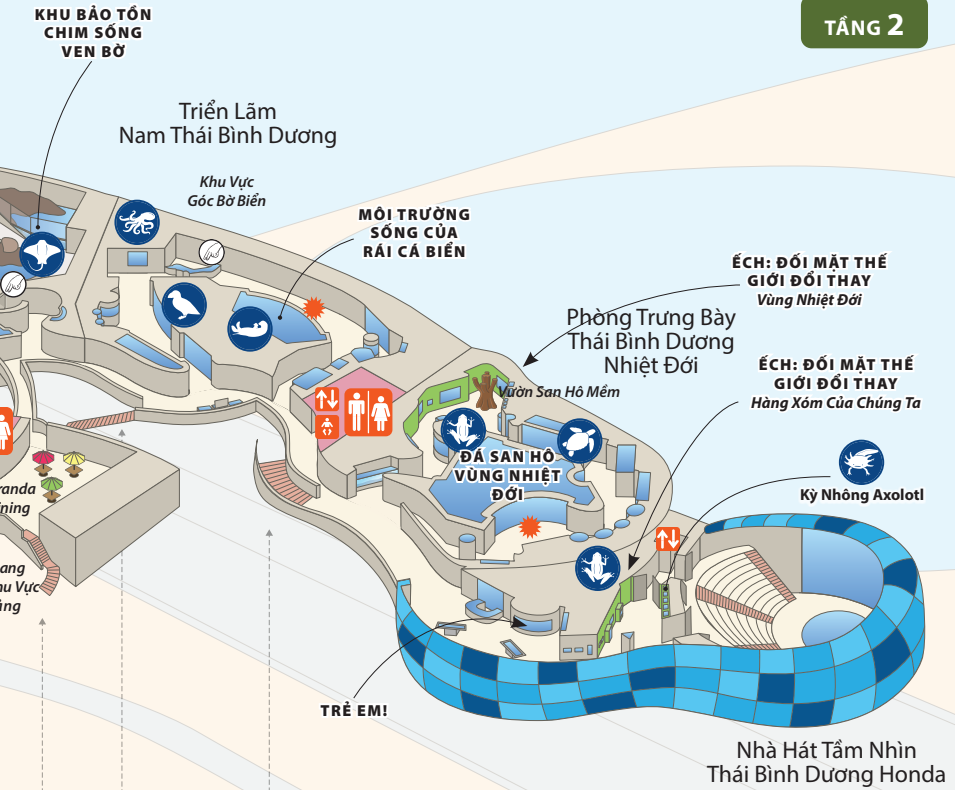 KHU BẢO TỒN
CHIM SỐNG
VEN BỜ
TẦNG 2
Triển Lãm
Nam Thái Bình Dương
Khu Vực
Góc Bờ Biển
MÔI TRƯỜNG
SỐNG CỦA
RÁI CÁ BIỂN
ẾCH: ĐỐI MẶT THẾ
GIỚI ĐỔI THAY
Vùng Nhiệt Đới
Phòng Trưng Bày
Thái Bình Dương
Nhiệt Đới
ẾCH: ĐỐI MẶT THẾ
GIỚI ĐỔI THAY
Hàng Xóm Của Chúng Ta
Vườn San Hô Mềm
ĐÁ SAN HÔ
VÙNG NHIỆT
ĐỚI
Kỳ Nhông Axolotl
TRẺ EM!
Nhà Hát Tầm Nhìn
Thái Bình Dương Honda